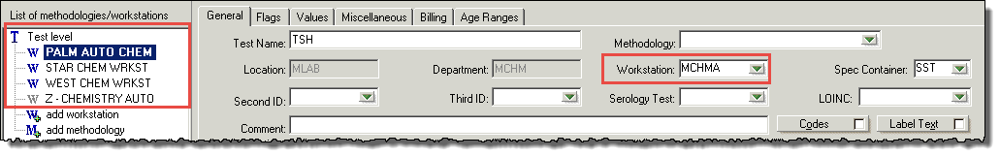 List of methodologies/workstations
T Test level
W PALM AUTO CHEM
W STAR CHEM WRKST
W WEST CHEM WRKST
W Z - CHEMISTRY AUTO
W add workstation
M add methodology
General Flags Values Miscellaneous Billing Age Ranges
Test Name: TSH Methodology:
Location: MLAB Department: MCHM Workstation: MCHMA Spec Container: SST
Second ID: Third ID: Serology Test: LOINC:
Comment: Codes Label Text